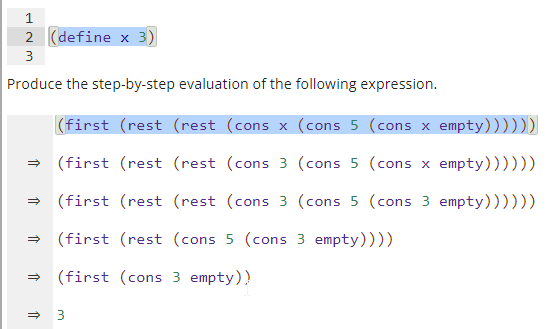 1
2 (define x 3)
3
Produce the step-by-step evaluation of the following expression.
(first (rest (rest (cons x (cons 5 (cons x empty))))))
⇒ (first (rest (rest (cons 3 (cons 5 (cons x empty))))))
⇒ (first (rest (rest (cons 3 (cons 5 (cons 3 empty))))))
⇒ (first (rest (cons 5 (cons 3 empty))))
⇒ (first (cons 3 empty))
⇒ 3